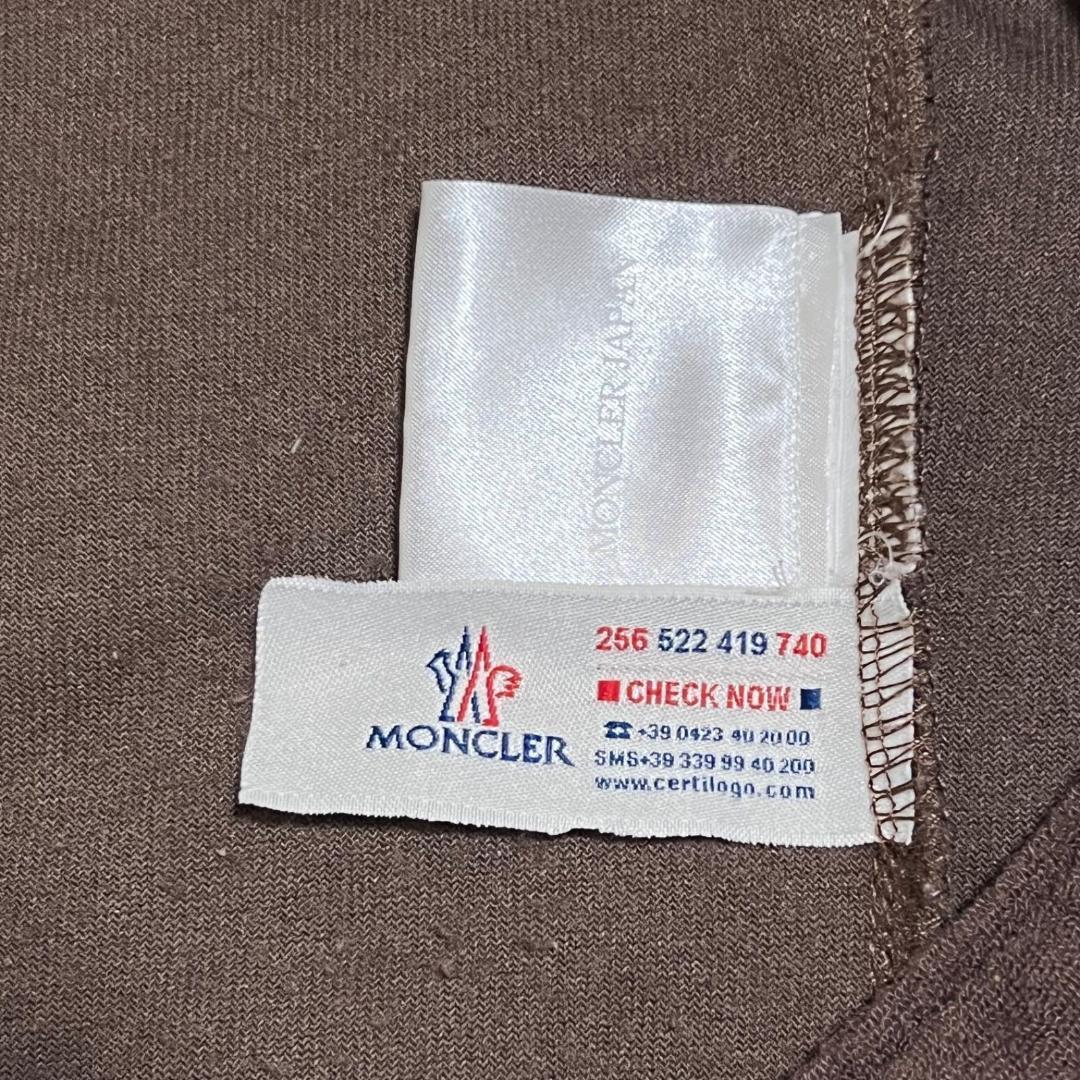 MONCLER JAPAN
MONCLER
256 522 419 740
CHECK NOW
☎ +39 0423 40 20 00
SMS+39 339 99 40 200
www.certilogo.com